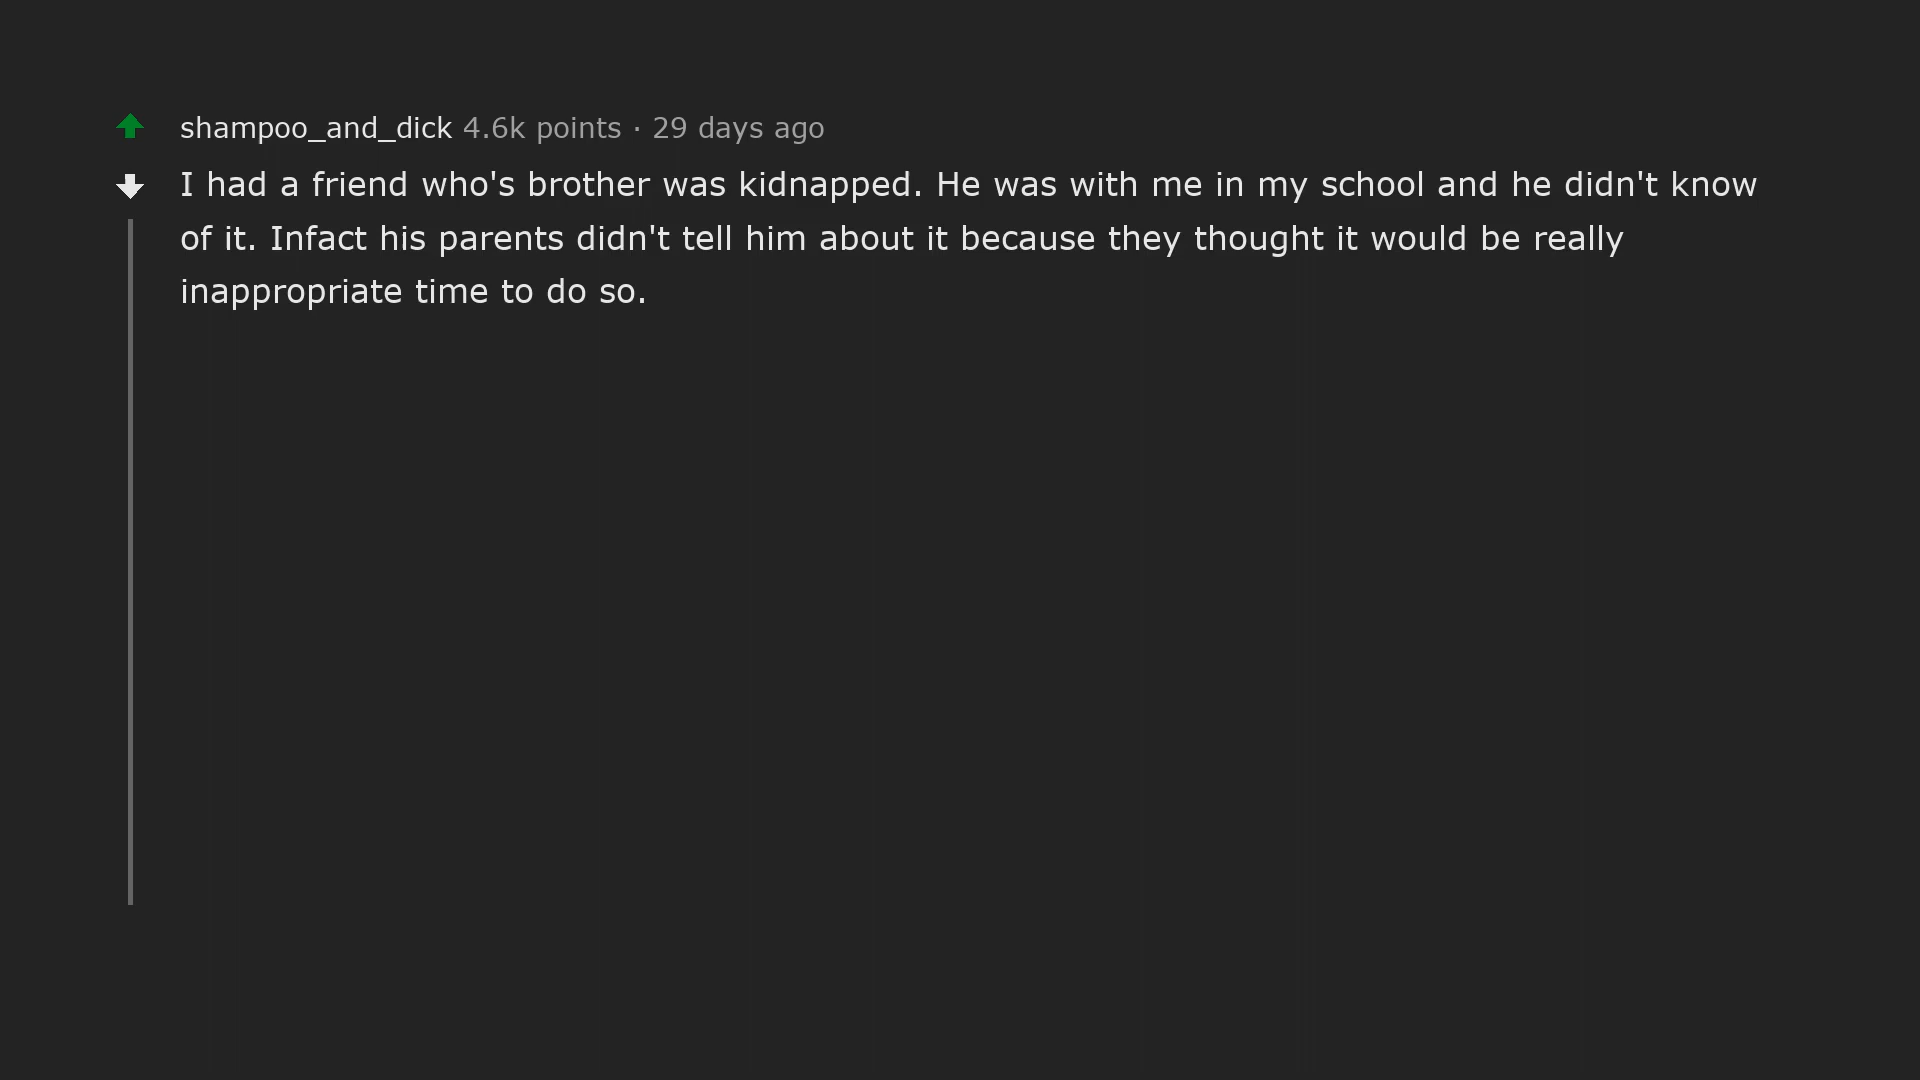 shampoo_and_dick 4.6k points · 29 days ago
I had a friend who's brother was kidnapped. He was with me in my school and he didn't know
of it. Infact his parents didn't tell him about it because they thought it would be really
inappropriate time to do so.